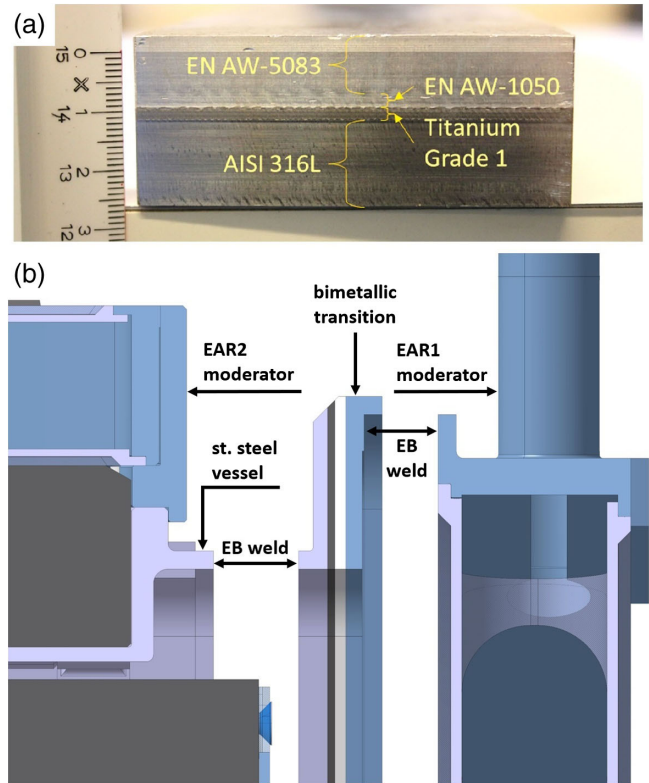 (a)
0
15
X
1
14
2
13
3
12
EN AW-5083
EN AW-1050
Titanium
Grade 1
AISI 316L
(b)
bimetallic
transition
EAR2
moderator
EAR1
moderator
st. steel
vessel
EB
weld
EB weld